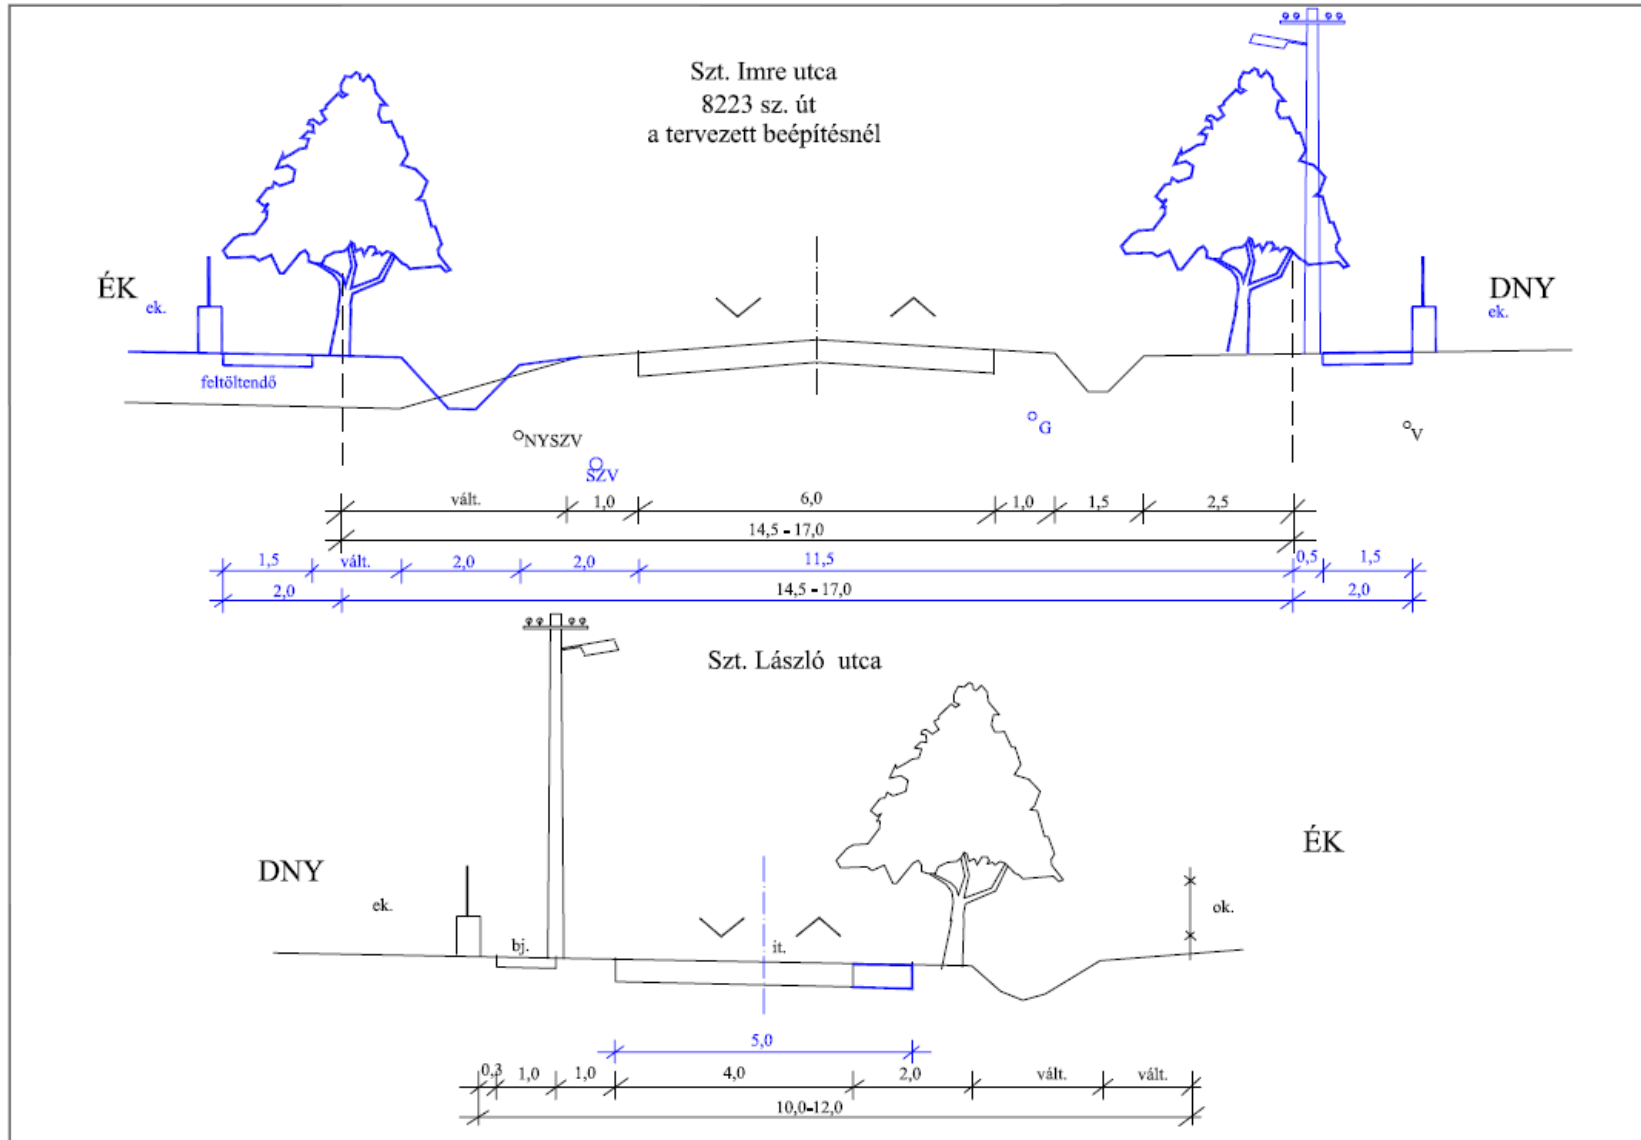 Szt. Imre utca
8223 sz. út
a tervezett beépítésnél
ÉK
ek.
DNY
ek.
feltöltendő
NYSZV
SZV
G
V
vált. 1,0 6,0 1,0 1,5 2,5
14,5 - 17,0
1,5 vált. 2,0 2,0 11,5 0,5 1,5
2,0 14,5 - 17,0 2,0
Szt. László utca
DNY
ek.
bj.
it.
ÉK
ok.
5,0
0,3 1,0 1,0 4,0 2,0 vált. vált.
10,0-12,0